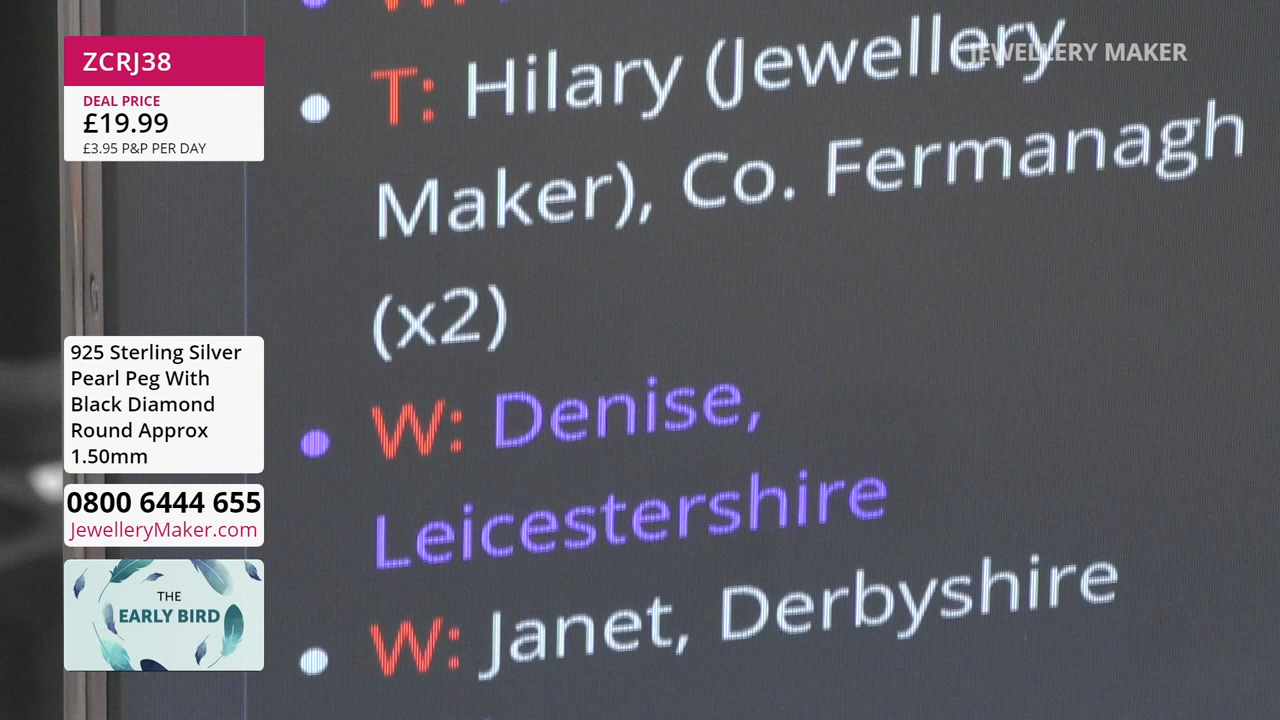 ZCRJ38
DEAL PRICE
£19.99
£3.95 P&P PER DAY
925 Sterling Silver
Pearl Peg With
Black Diamond
Round Approx
1.50mm
0800 6444 655
JewelleryMaker.com
THE
EARLY BIRD
JEWELLERY MAKER
• T: Hilary (Jewellery
Maker), Co. Fermanagh
(x2)
• W: Denise,
Leicestershire
• W: Janet, Derbyshire